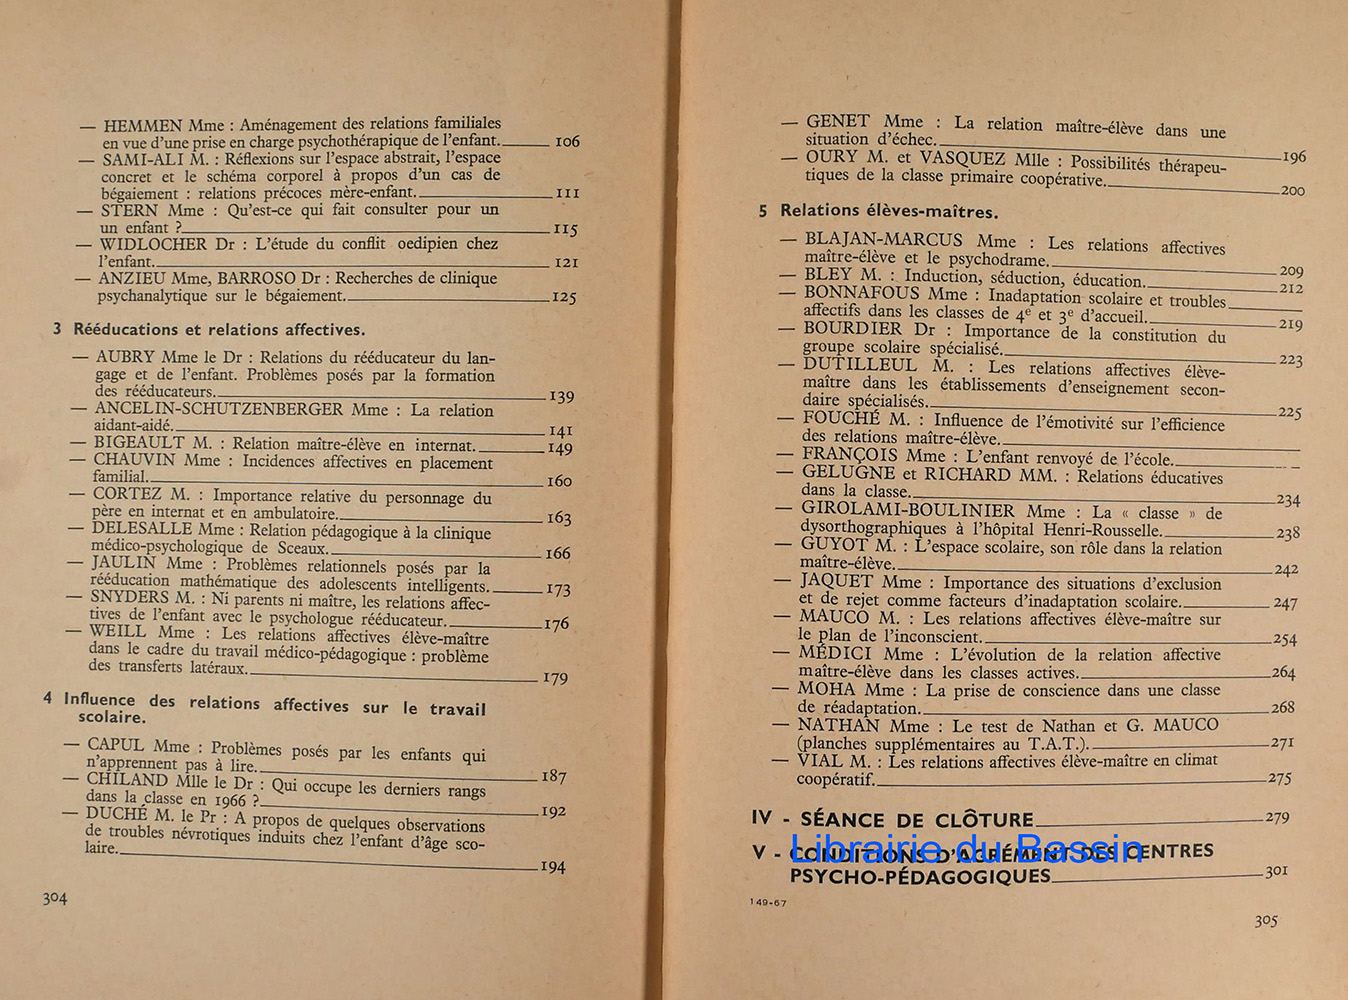 — HEMMEN Mme : Aménagement des relations familiales
en vue d'une prise en charge psychothérapique de l'enfant. 106
— SAMI-ALI M. : Réflexions sur l'espace abstrait, l'espace
concret et le schéma corporel à propos d'un cas de
bégaiement : relations précoces mère-enfant. 111
— STERN Mme : Qu'est-ce qui fait consulter pour un
un enfant ? 115
— WIDLOCHER Dr : L'étude du conflit oedipien chez
l'enfant. 121
— ANZIEU Mme, BARROSO Dr : Recherches de clinique
psychanalytique sur le bégaiement. 125
3 Rééducations et relations affectives.
— AUBRY Mme le Dr : Relations du rééducateur du lan-
gage et de l'enfant. Problèmes posés par la formation
des rééducateurs. 139
— ANCELIN-SCHUTZENBERGER Mme : La relation
aidant-aidé. 141
— BIGEAULT M. : Relation maître-élève en internat. 149
— CHAUVIN Mme : Incidences affectives en placement
familial. 160
— CORTEZ M. : Importance relative du personnage du
père en internat et en ambulatoire. 163
— DELESALLE Mme : Relation pédagogique à la clinique
médico-psychologique de Sceaux. 166
— JAULIN Mme : Problèmes relationnels posés par la
rééducation mathématique des adolescents intelligents. 173
— SNYDERS M. : Ni parents ni maître, les relations affec-
tives de l'enfant avec le psychologue rééducateur. 176
— WEILL Mme : Les relations affectives élève-maître
dans le cadre du travail médico-pédagogique : problème
des transferts latéraux. 179
4 Influence des relations affectives sur le travail
scolaire.
— CAPUL Mme : Problèmes posés par les enfants qui
n'apprennent pas à lire. 187
— CHILAND Mlle le Dr : Qui occupe les derniers rangs
dans la classe en 1966 ? 192
— DUCHÉ M. le Pr : A propos de quelques observations
de troubles névrotiques induits chez l'enfant d'âge sco-
laire. 194
304
— GENET Mme : La relation maître-élève dans une
situation d'échec. 196
— OURY M. et VASQUEZ Mlle : Possibilités thérapeu-
tiques de la classe primaire coopérative. 200
5 Relations élèves-maîtres.
— BLAJAN-MARCUS Mme : Les relations affectives
maître-élève et le psychodrame. 209
— BLEY M. : Induction, séduction, éducation. 212
— BONNAFOUS Mme : Inadaptation scolaire et troubles
affectifs dans les classes de 4e et 3e d'accueil. 219
— BOURDIER Dr : Importance de la constitution du
groupe scolaire spécialisé. 223
— DUTILLEUL M. : Les relations affectives élève-
maître dans les établissements d'enseignement secon-
daire spécialisés. 225
— FOUCHÉ M. : Influence de l'émotivité sur l'efficience
des relations maître-élève.
— FRANÇOIS Mme : L'enfant renvoyé de l'école.
— GELUGNE et RICHARD MM. : Relations éducatives
dans la classe. 234
— GIROLAMI-BOULINIER Mme : La « classe » de
dysorthographiques à l'hôpital Henri-Rousselle. 238
— GUYOT M. : L'espace scolaire, son rôle dans la relation
maître-élève. 242
— JAQUET Mme : Importance des situations d'exclusion
et de rejet comme facteurs d'inadaptation scolaire. 247
— MAUCO M. : Les relations affectives élève-maître sur
le plan de l'inconscient. 254
— MÉDICI Mme : L'évolution de la relation affective
maître-élève dans les classes actives. 264
— MOHA Mme : La prise de conscience dans une classe
de réadaptation. 268
— NATHAN Mme : Le test de Nathan et G. MAUCO
(planches supplémentaires au T.A.T.). 271
— VIAL M. : Les relations affectives élève-maître en climat
coopératif. 275
IV - SÉANCE DE CLÔTURE 279
V - CONDITIONS D'AGRÉMENT DES CENTRES
PSYCHO-PÉDAGOGIQUES 301
Librairie du Bassin
149-67
305